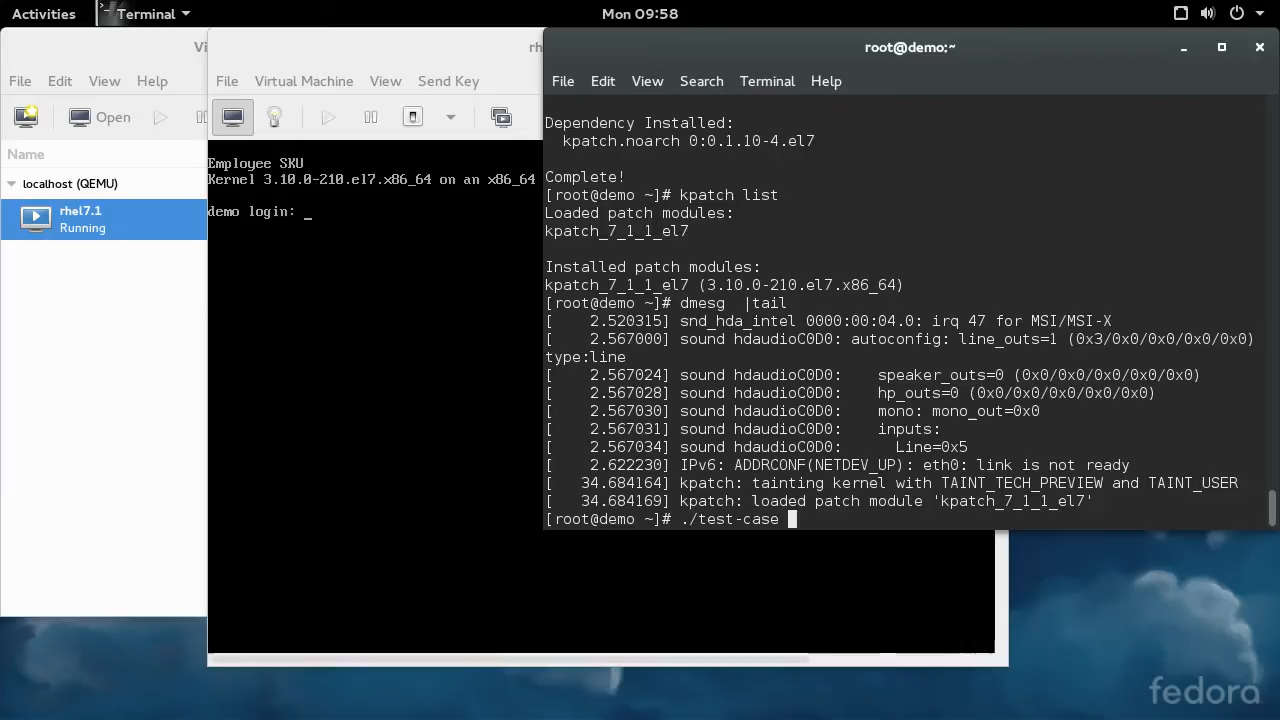 Activities
Terminal
Mon 09:58
File Edit View Help
Open
Name
localhost (QEMU)
rhel7.1
Running
File Virtual Machine View Send Key
Employee SKU
Kernel 3.10.0-210.el7.x86_64 on an x86_64
demo login: _
root@demo:~
File Edit View Search Terminal Help
Dependency Installed:
kpatch.noarch 0:0.1.10-4.el7
Complete!
[root@demo ~]# kpatch list
Loaded patch modules:
kpatch_7_1_1_el7
Installed patch modules:
kpatch_7_1_1_el7 (3.10.0-210.el7.x86_64)
[root@demo ~]# dmesg  |tail
[    2.520315] snd_hda_intel 0000:00:04.0: irq 47 for MSI/MSI-X
[    2.567000] sound hdaudioC0D0: autoconfig: line_outs=1 (0x3/0x0/0x0/0x0/0x0)
type:line
[    2.567024] sound hdaudioC0D0:    speaker_outs=0 (0x0/0x0/0x0/0x0/0x0)
[    2.567028] sound hdaudioC0D0:    hp_outs=0 (0x0/0x0/0x0/0x0/0x0)
[    2.567030] sound hdaudioC0D0:    mono: mono_out=0x0
[    2.567031] sound hdaudioC0D0:    inputs:
[    2.567034] sound hdaudioC0D0:      Line=0x5
[    2.622230] IPv6: ADDRCONF(NETDEV_UP): eth0: link is not ready
[   34.684164] kpatch: tainting kernel with TAINT_TECH_PREVIEW and TAINT_USER
[   34.684169] kpatch: loaded patch module 'kpatch_7_1_1_el7'
[root@demo ~]# ./test-case
fedora